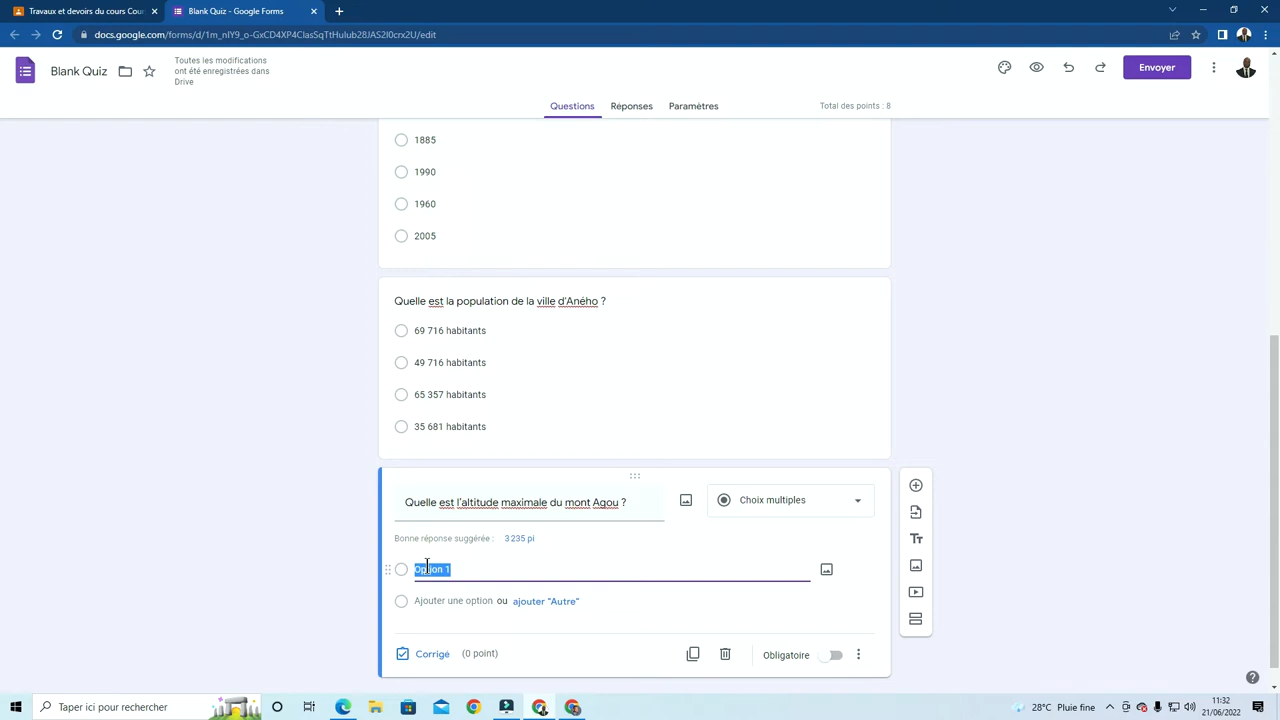 Travaux et devoirs du cours Cou
Blank Quiz - Google Forms
docs.google.com/forms/d/1m_nIY9_o-GxCD4XP4ClasSqTtHulub28JAS2I0crx2U/edit
Blank Quiz
Toutes les modifications
ont été enregistrées dans
Drive
Envoyer
Questions
Réponses
Paramètres
Total des points : 8
1885
1990
1960
2005
Quelle est la population de la ville d'Aného ?
69 716 habitants
49 716 habitants
65 357 habitants
35 681 habitants
Quelle est l'altitude maximale du mont Agou ?
Choix multiples
Bonne réponse suggérée : 3 235 pi
Option 1
Ajouter une option ou ajouter "Autre"
Corrigé (0 point)
Obligatoire
Taper ici pour rechercher
28°C Pluie fine
11:32
21/06/2022